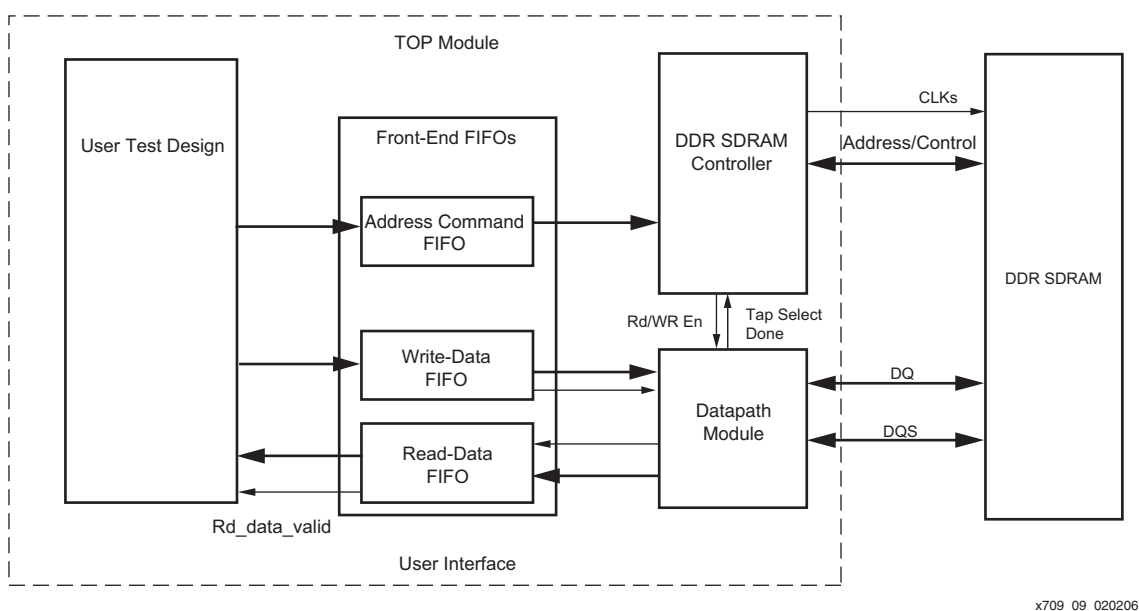 TOP Module
User Test Design
Front-End FIFOs
Address Command
FIFO
Write-Data
FIFO
Read-Data
FIFO
Rd_data_valid
User Interface
DDR SDRAM
Controller
Rd/WR En
Tap Select
Done
Datapath
Module
CLKs
Address/Control
DQ
DQS
DDR SDRAM
x709_09_020206